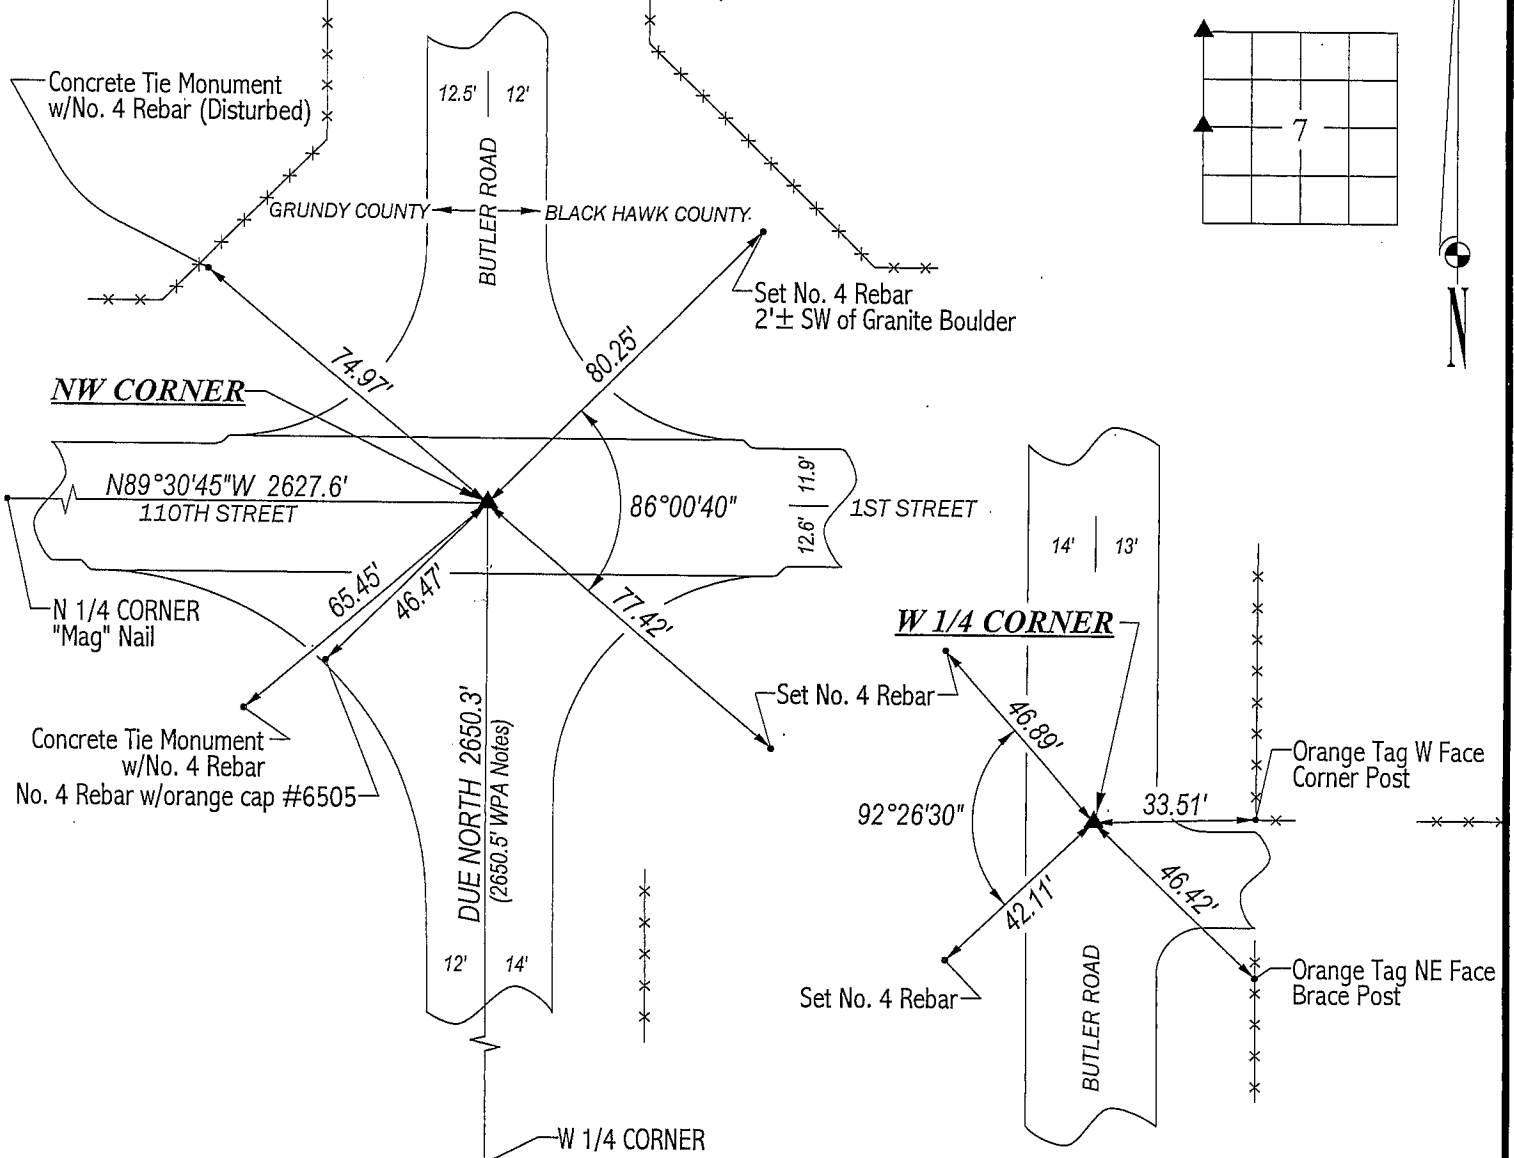 Concrete Tie Monument
w/No. 4 Rebar (Disturbed)
12.5' 12'
BUTLER ROAD
GRUNDY COUNTY BLACK HAWK COUNTY
7
N
Set No. 4 Rebar
2'± SW of Granite Boulder
74.97'
80.25'
NW CORNER
N89°30'45"W 2627.6'
110TH STREET
86°00'40"
12.6' 11.9'
1ST STREET
65.45'
46.47'
77.42'
N 1/4 CORNER
"Mag" Nail
Concrete Tie Monument
w/No. 4 Rebar
No. 4 Rebar w/orange cap #6505
DUE NORTH 2650.3'
(2650.5' WPA Notes)
12' 14'
W 1/4 CORNER
14' 13'
W 1/4 CORNER
Set No. 4 Rebar
46.89'
92°26'30"
33.51'
Orange Tag W Face
Corner Post
42.11'
46.42'
Set No. 4 Rebar
BUTLER ROAD
Orange Tag NE Face
Brace Post